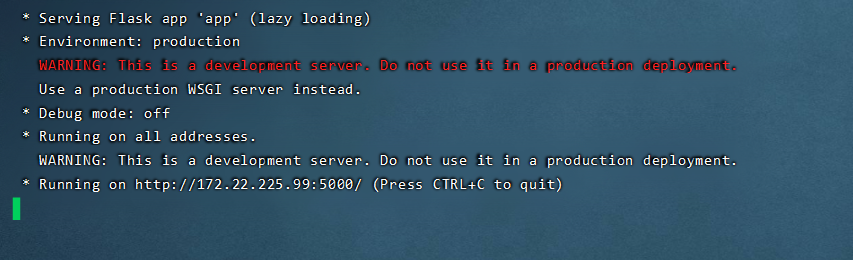 * Serving Flask app 'app' (lazy loading)
* Environment: production
WARNING: This is a development server. Do not use it in a production deployment.
Use a production WSGI server instead.
* Debug mode: off
* Running on all addresses.
WARNING: This is a development server. Do not use it in a production deployment.
* Running on http://172.22.225.99:5000/ (Press CTRL+C to quit)